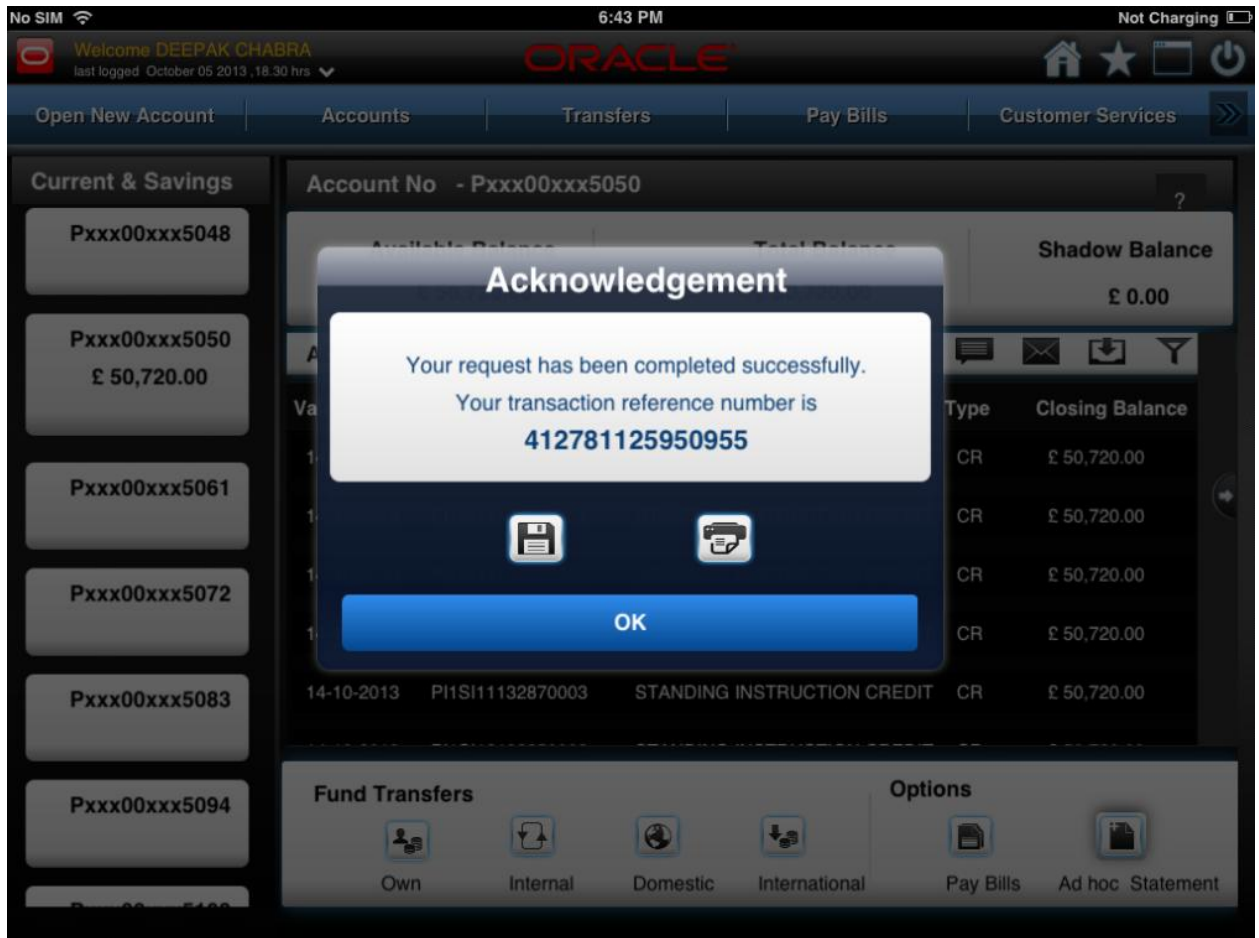 No SIM 6:43 PM Not Charging
Welcome DEEPAK CHABRA
last logged October 05 2013 ,18.30 hrs
ORACLE
Open New Account Accounts Transfers Pay Bills Customer Services
Current & Savings
Pxxx00xxx5048
Pxxx00xxx5050
£ 50,720.00
Pxxx00xxx5061
Pxxx00xxx5072
Pxxx00xxx5083
Pxxx00xxx5094
Account No - Pxxx00xxx5050
?
Available Balance Total Balance Shadow Balance
£ 0.00
Acknowledgement
Your request has been completed successfully.
Your transaction reference number is
412781125950955
OK
Type Closing Balance
CR £ 50,720.00
CR £ 50,720.00
CR £ 50,720.00
CR £ 50,720.00
14-10-2013 PI1SI11132870003 STANDING INSTRUCTION CREDIT CR £ 50,720.00
Fund Transfers Options
Own Internal Domestic International Pay Bills Ad hoc Statement